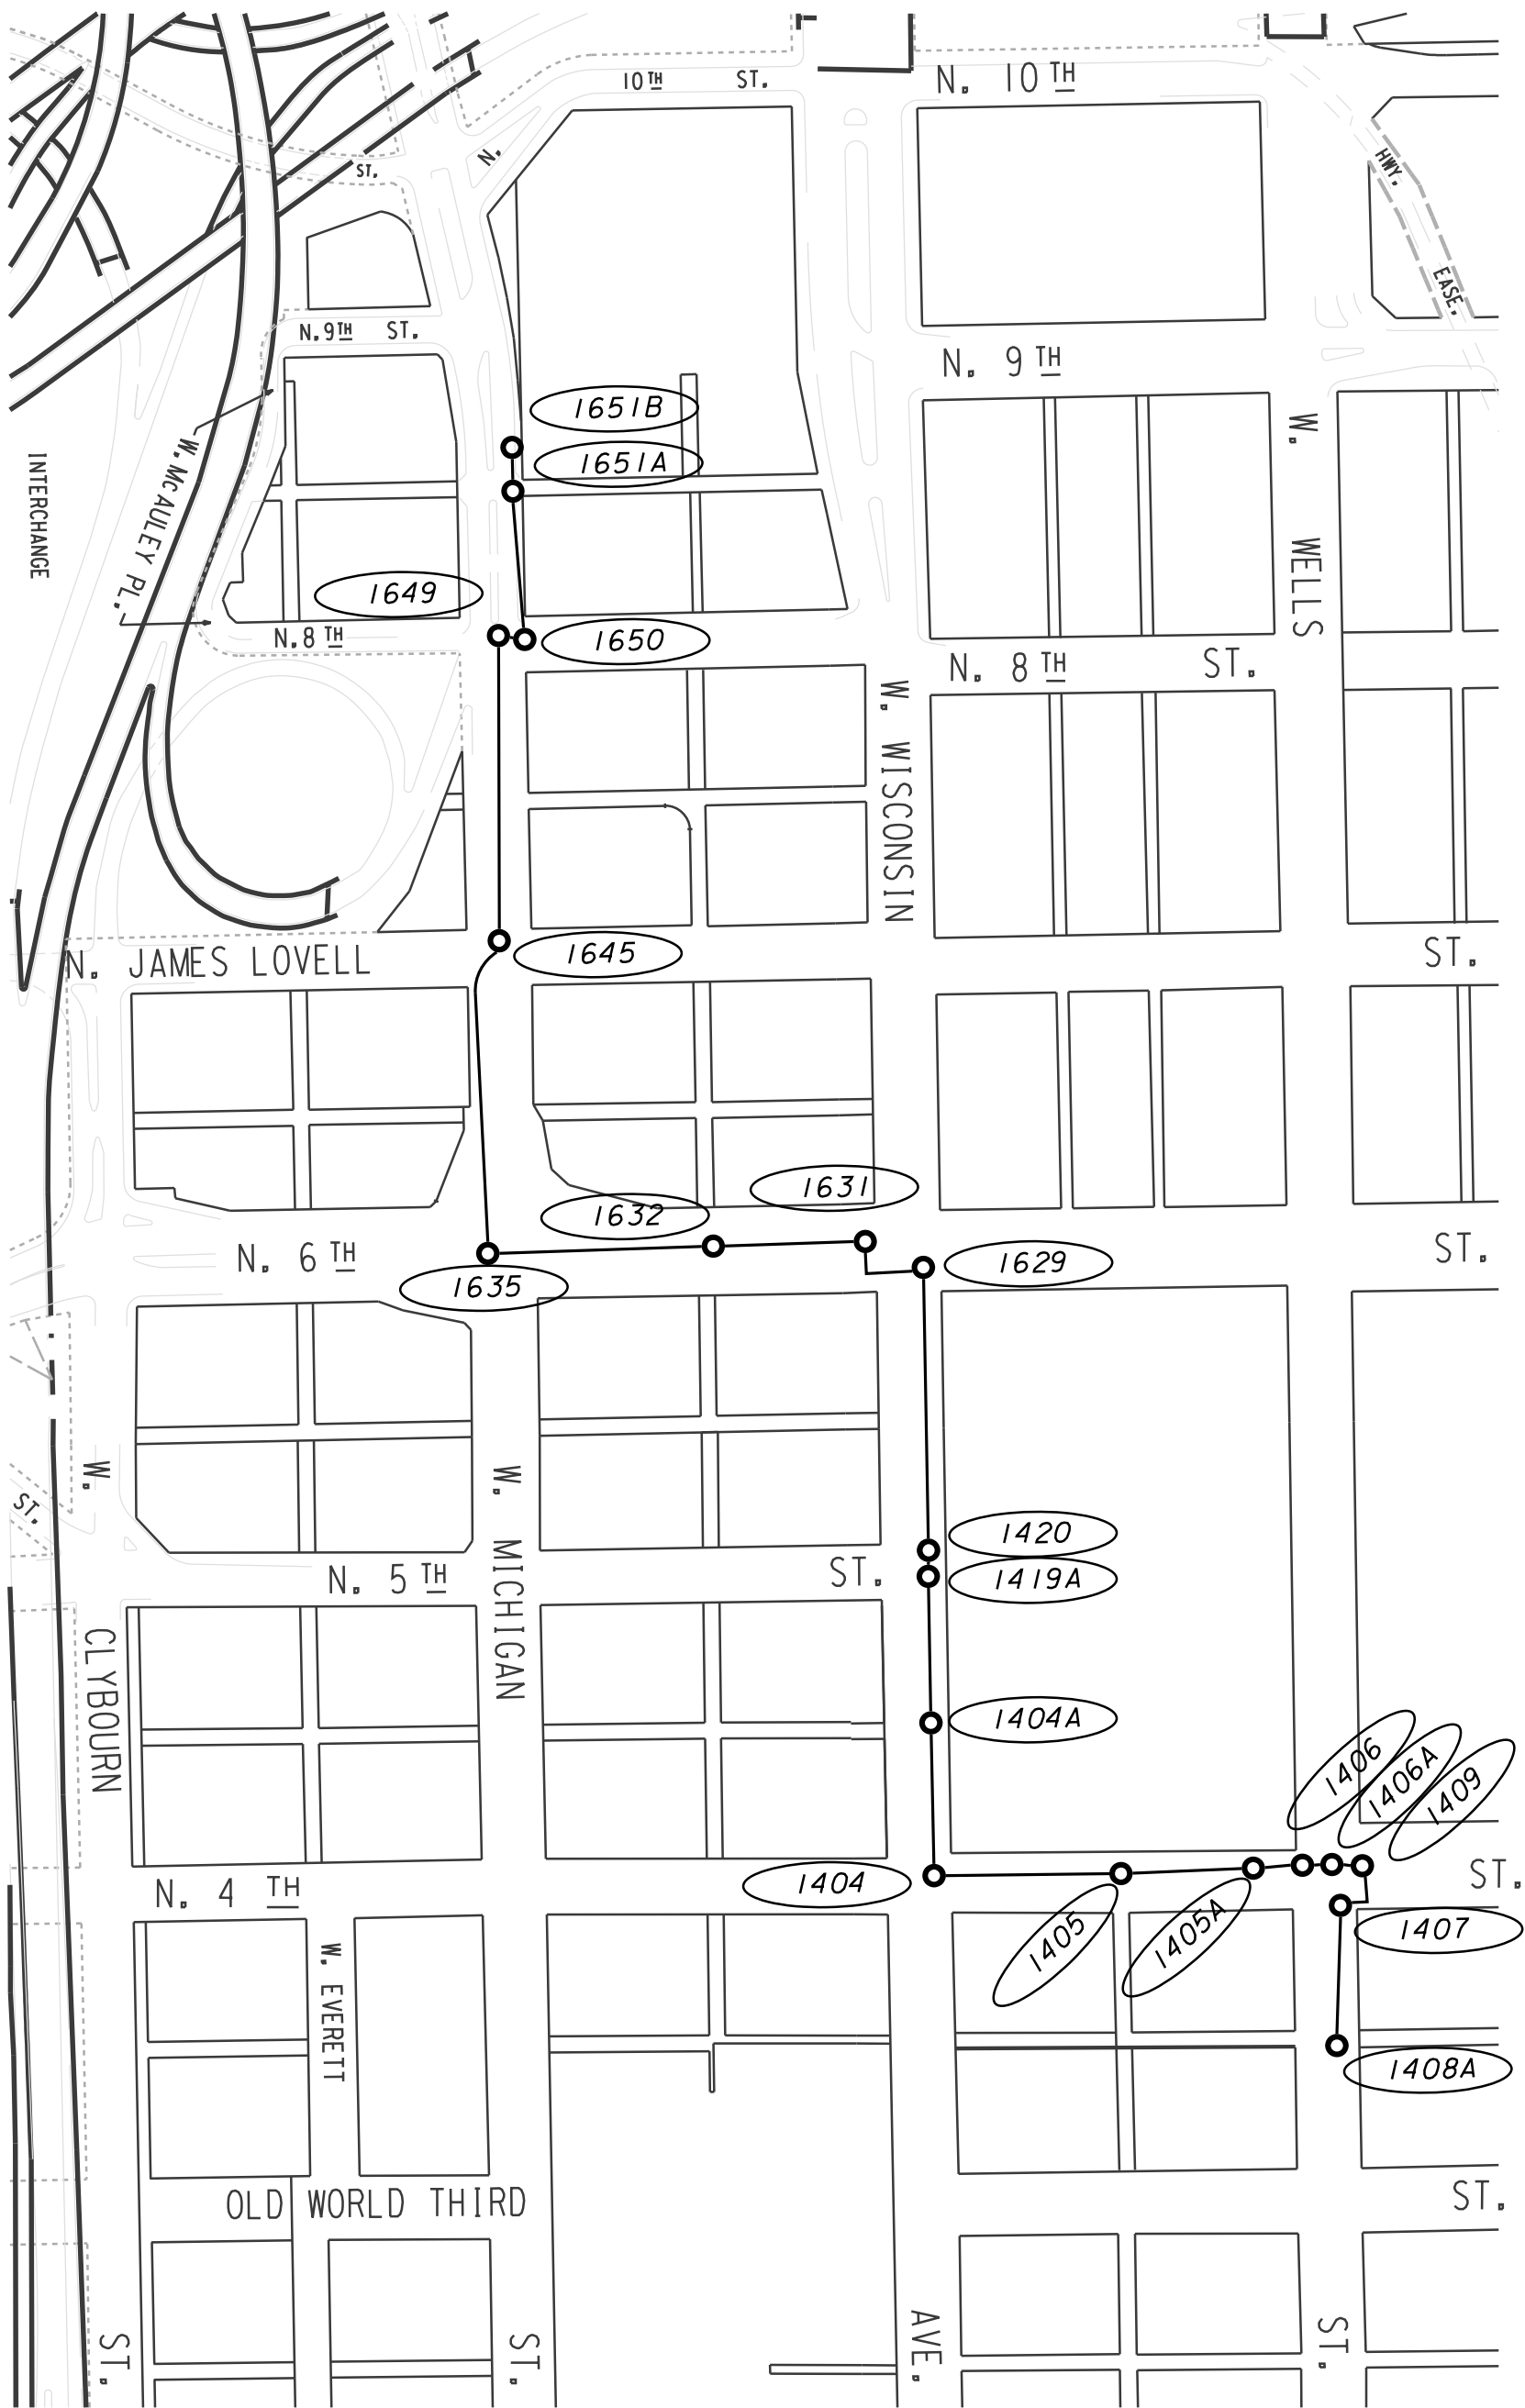 10TH ST.
N. 10TH
N.
ST.
HWY.
EASE.
N. 9TH ST.
N. 9TH
1651B
1651A
W. MCAULEY PL.
INTERCHANGE
W. WELLS
1649
1650
N. 8TH
N. 8TH ST.
W. WISCONSIN
1645
N. JAMES LOVELL
ST.
1631
1632
N. 6TH
1635
1629
ST.
W. CLYBOURN
ST.
W. MICHIGAN
1420
1419A
N. 5TH
ST.
1404A
1406
1406A
1409
1404
N. 4TH
ST.
1405
1405A
1407
W. EVERETT
1408A
OLD WORLD THIRD
ST.
ST.
ST.
AVE.
ST.